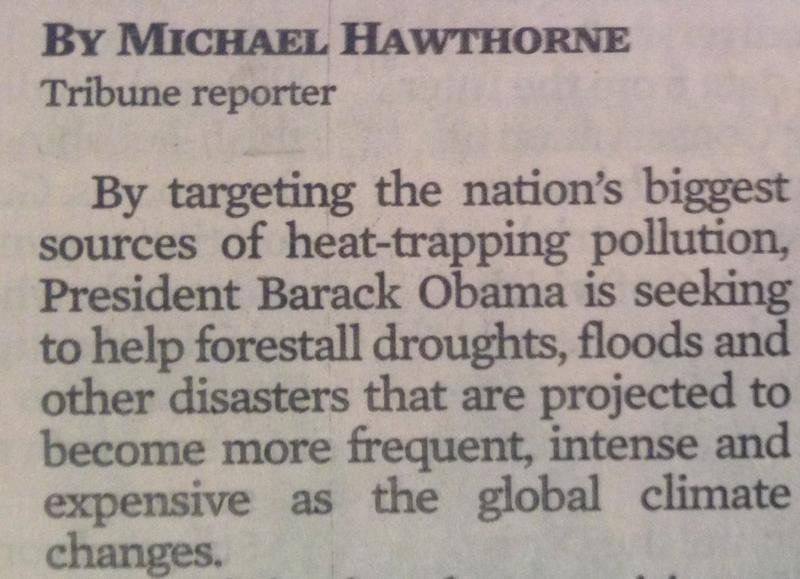 BY MICHAEL HAWTHORNE
Tribune reporter
By targeting the nation's biggest
sources of heat-trapping pollution,
President Barack Obama is seeking
to help forestall droughts, floods and
other disasters that are projected to
become more frequent, intense and
expensive as the global climate
changes.